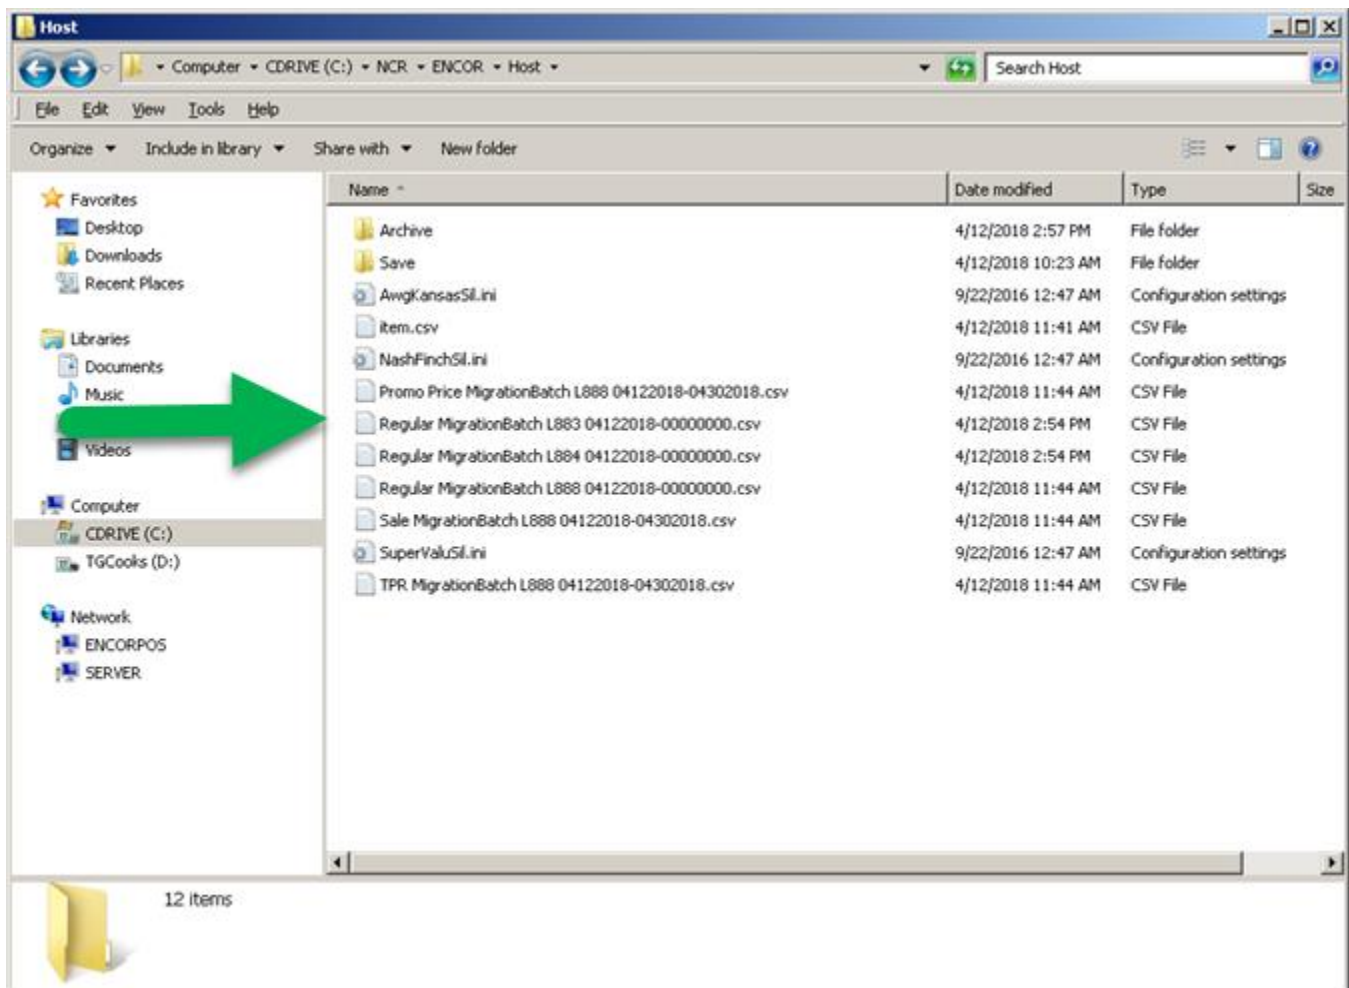 Host
Computer CDRIVE (C:) NCR ENCOR Host
Search Host
File Edit View Tools Help
Organize Include in library Share with New folder
Name Date modified Type Size
Favorites
Desktop
Downloads
Recent Places
Libraries
Documents
Music
Videos
Computer
CDRIVE (C:)
TGCooks (D:)
Network
ENCORPOS
SERVER
Archive 4/12/2018 2:57 PM File folder
Save 4/12/2018 10:23 AM File folder
AwgKansasSil.ini 9/22/2016 12:47 AM Configuration settings
item.csv 4/12/2018 11:41 AM CSV File
NashFinchSil.ini 9/22/2016 12:47 AM Configuration settings
Promo Price MigrationBatch L888 04122018-04302018.csv 4/12/2018 11:44 AM CSV File
Regular MigrationBatch L883 04122018-00000000.csv 4/12/2018 2:54 PM CSV File
Regular MigrationBatch L884 04122018-00000000.csv 4/12/2018 2:54 PM CSV File
Regular MigrationBatch L888 04122018-00000000.csv 4/12/2018 11:44 AM CSV File
Sale MigrationBatch L888 04122018-04302018.csv 4/12/2018 11:44 AM CSV File
SuperValuSil.ini 9/22/2016 12:47 AM Configuration settings
TPR MigrationBatch L888 04122018-04302018.csv 4/12/2018 11:44 AM CSV File
12 items